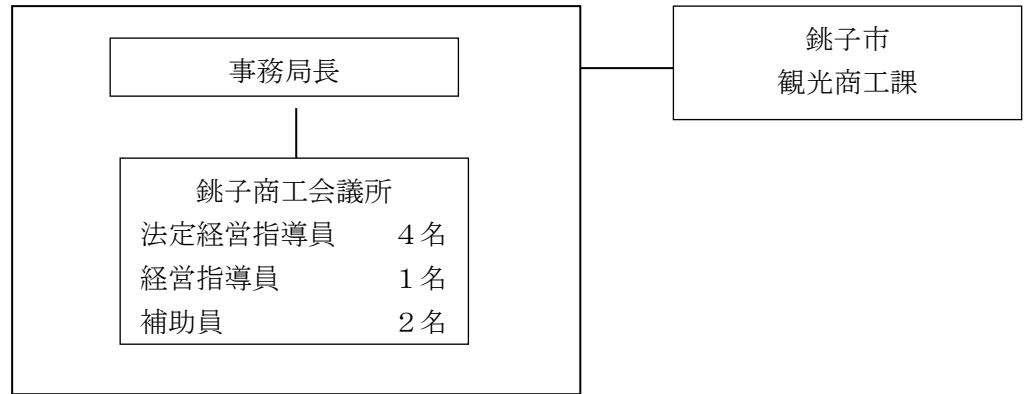 事務局長
銚子市
観光商工課
銚子商工会議所
法定経営指導員　　４名
経営指導員　　　　１名
補助員　　　　　　２名